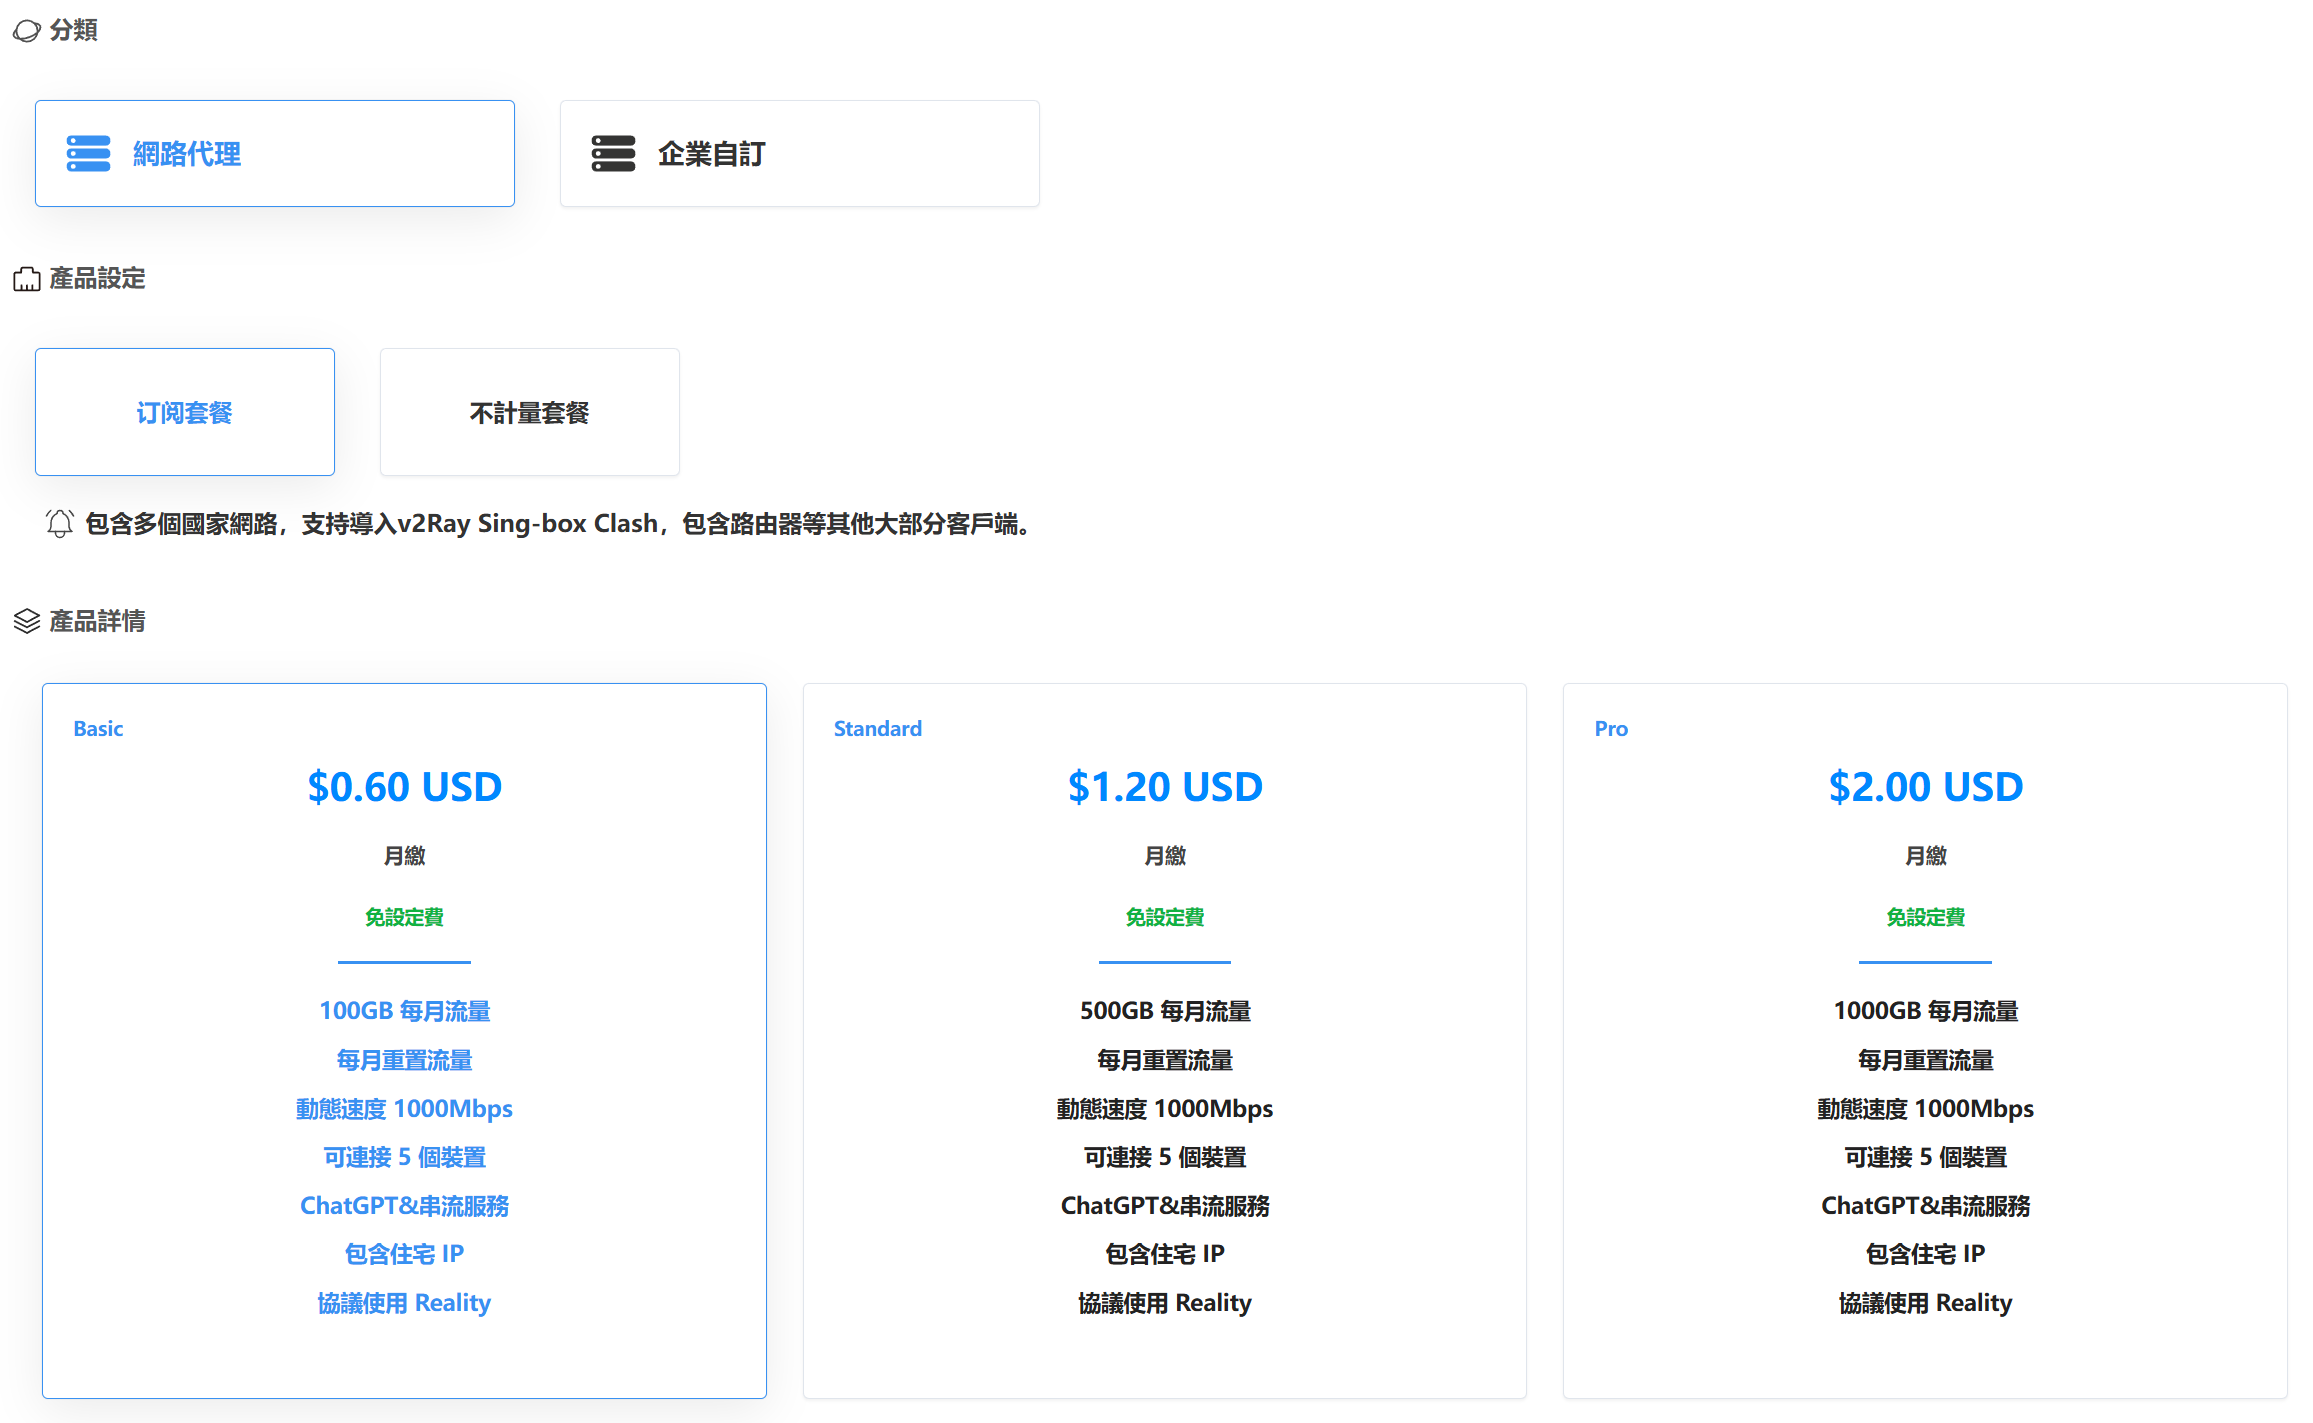 分類
網路代理
企業自訂
產品設定
订阅套餐
不計量套餐
包含多個國家網路，支持導入v2Ray Sing-box Clash，包含路由器等其他大部分客戶端。
產品詳情
Basic
$0.60 USD
月繳
免設定費
100GB 每月流量
每月重置流量
動態速度 1000Mbps
可連接 5 個裝置
ChatGPT&串流服務
包含住宅 IP
協議使用 Reality
Standard
$1.20 USD
月繳
免設定費
500GB 每月流量
每月重置流量
動態速度 1000Mbps
可連接 5 個裝置
ChatGPT&串流服務
包含住宅 IP
協議使用 Reality
Pro
$2.00 USD
月繳
免設定費
1000GB 每月流量
每月重置流量
動態速度 1000Mbps
可連接 5 個裝置
ChatGPT&串流服務
包含住宅 IP
協議使用 Reality